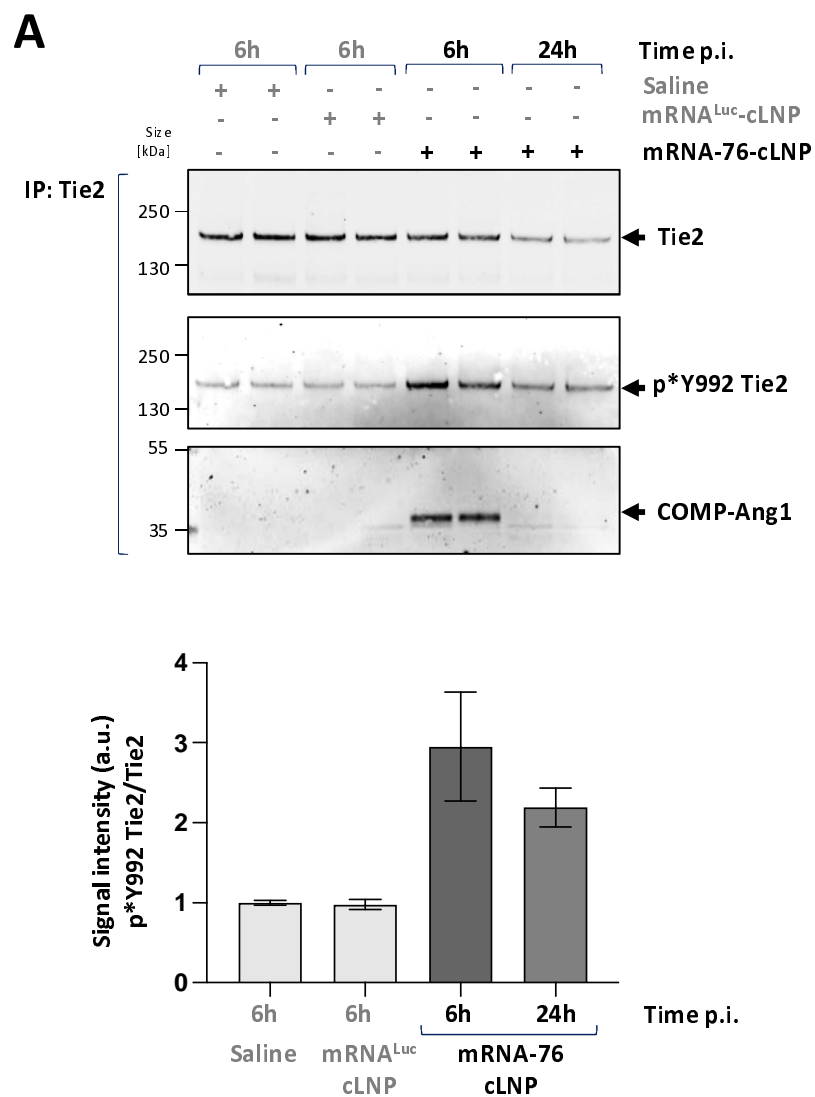 A
6h 6h 6h 24h Time p.i.
+ + - - - - - - Saline
- - + + - - - - mRNALuc-cLNP
Size
[kDa] - - - - + + + + mRNA-76-cLNP
IP: Tie2
250
Tie2
130
250
p*Y992 Tie2
130
55
COMP-Ang1
35
4
3
2
1
0
Signal intensity (a.u.)
p*Y992 Tie2/Tie2
6h 6h 6h 24h Time p.i.
Saline mRNALuc mRNA-76
cLNP cLNP